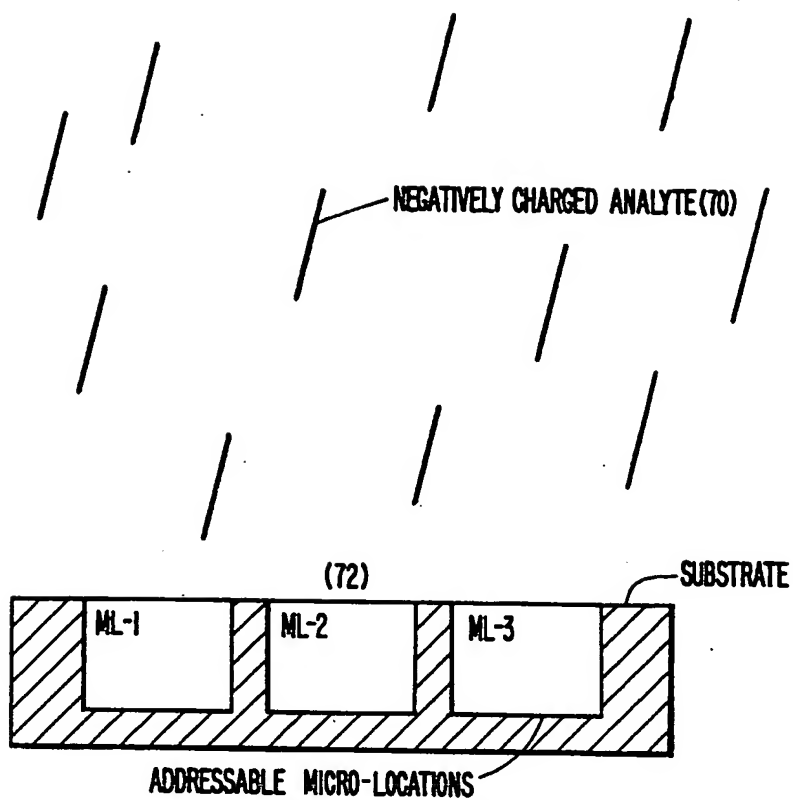 NEGATIVELY CHARGED ANALYTE(70)
(72)
SUBSTRATE
ML-1
ML-2
ML-3
ADDRESSABLE MICRO-LOCATIONS